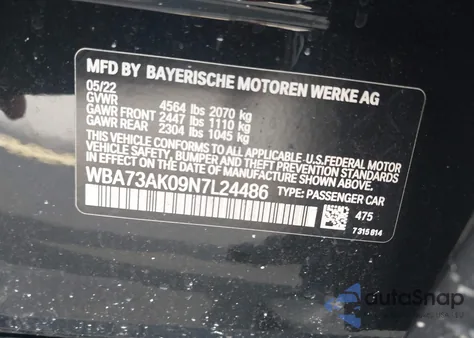 MFD BY BAYERISCHE MOTOREN WERKE AG
05/22
GVWR 4564 lbs 2070 kg
GAWR FRONT 2447 lbs 1110 kg
GAWR REAR 2304 lbs 1045 kg
THIS VEHICLE CONFORMS TO ALL APPLICABLE U.S. FEDERAL MOTOR
VEHICLE SAFETY, BUMPER, AND THEFT PREVENTION STANDARDS
IN EFFECT ON THE DATE OF MANUFACTURE SHOWN ABOVE.
WBA73AK09N7L24486 TYPE: PASSENGER CAR
475
7 315 814
autoSnap